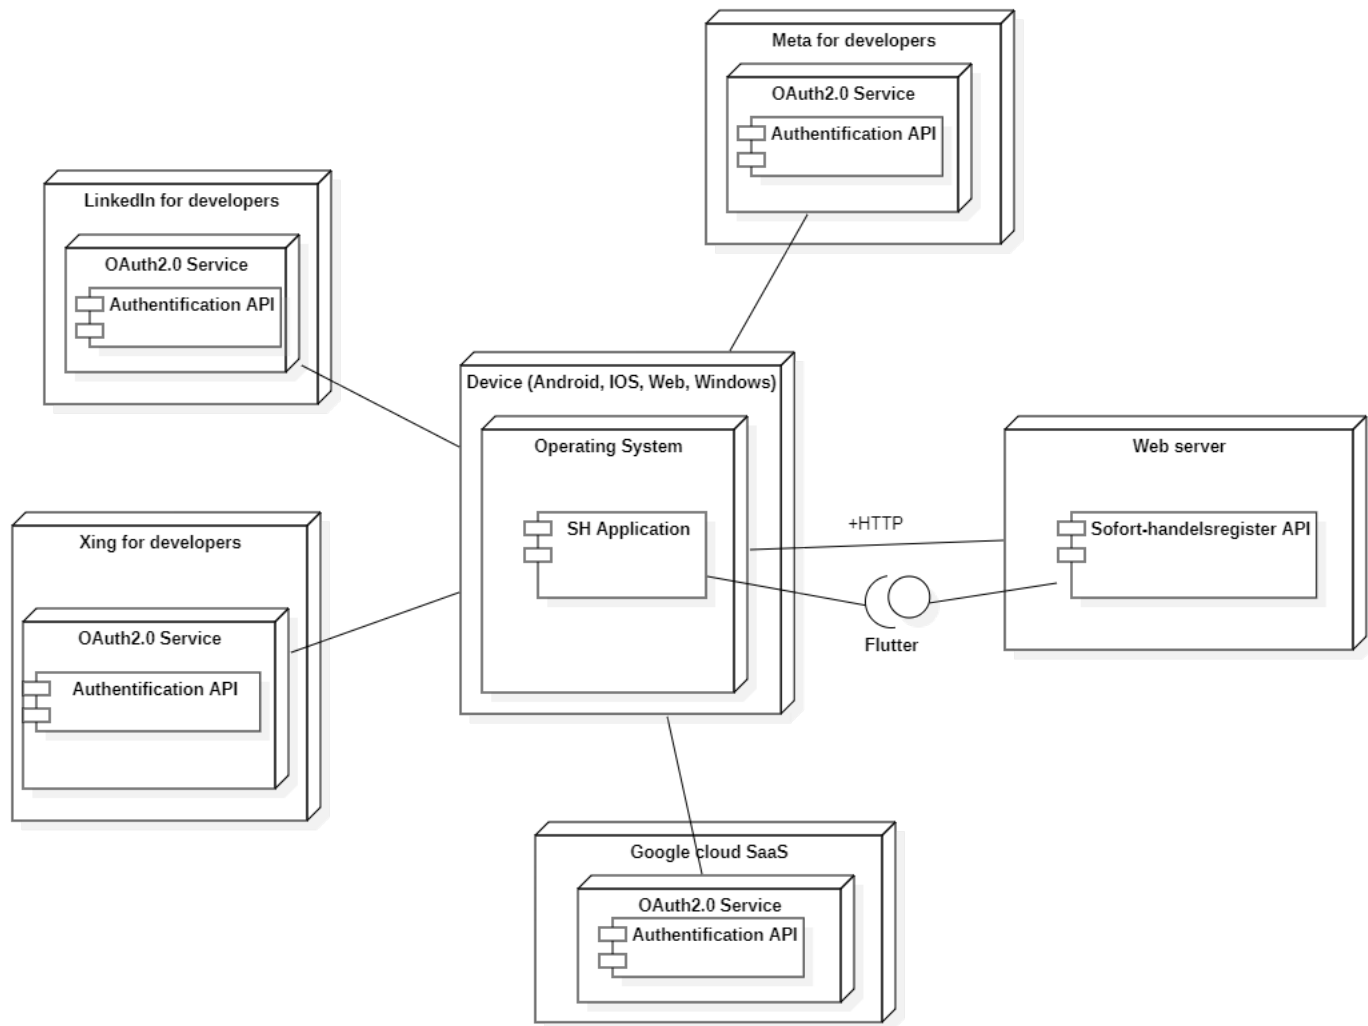 Meta for developers
OAuth2.0 Service
Authentification API
LinkedIn for developers
OAuth2.0 Service
Authentification API
Device (Android, IOS, Web, Windows)
Operating System
SH Application
Web server
+HTTP
Sofort-handelsregister API
Flutter
Xing for developers
OAuth2.0 Service
Authentification API
Google cloud SaaS
OAuth2.0 Service
Authentification API